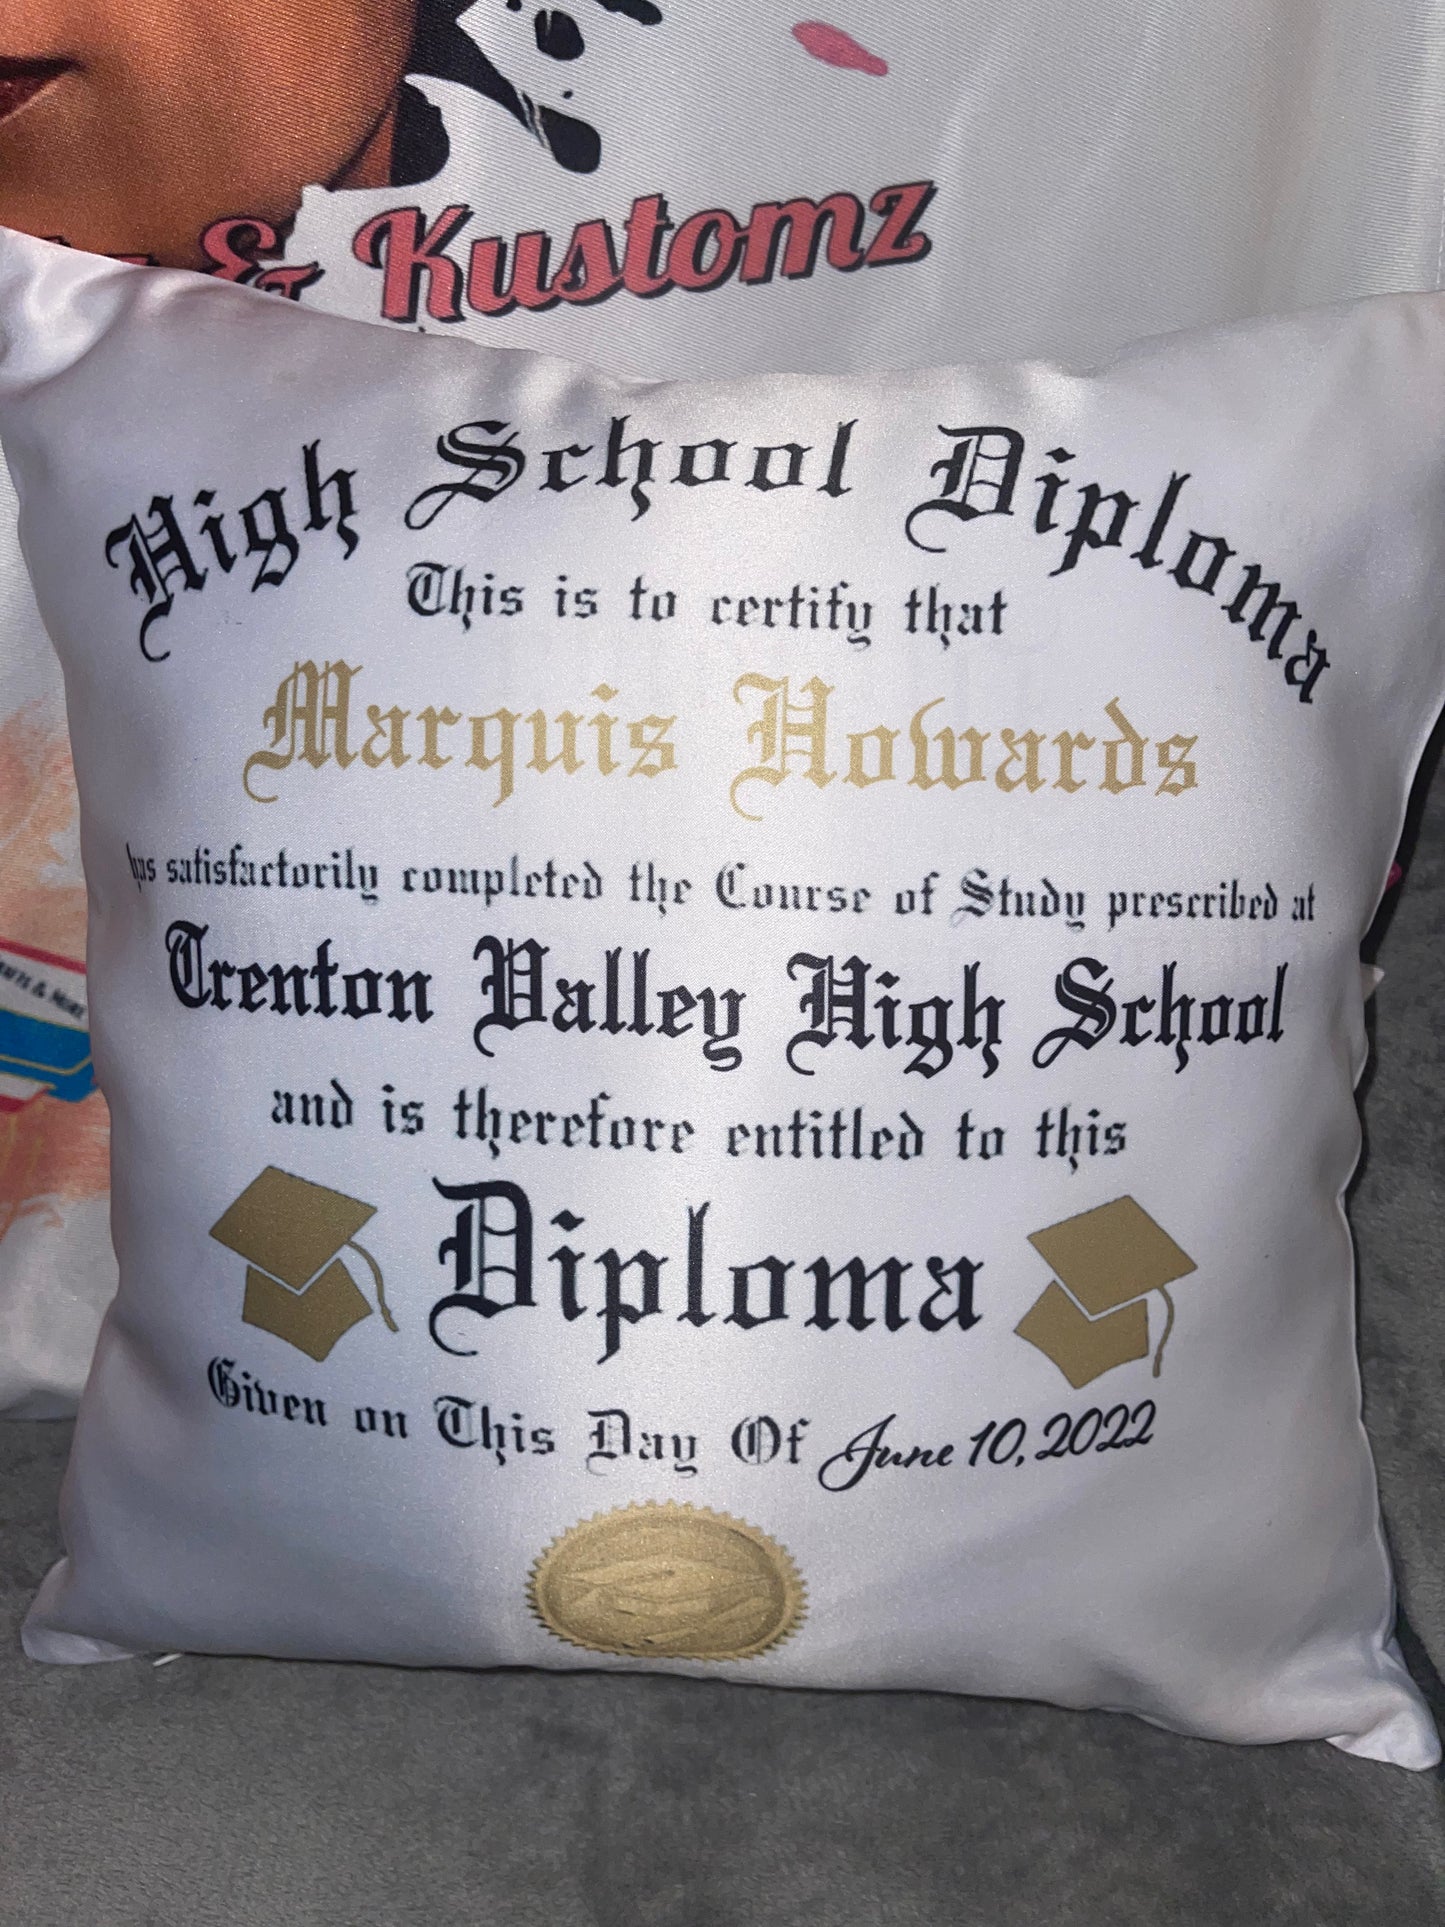 & Kustomz
High School Diploma
This is to certify that
Marquis Howards
has satisfactorily completed the Course of Study prescribed at
Trenton Valley High School
and is therefore entitled to this
Diploma
Given on This Day Of June 10, 2022